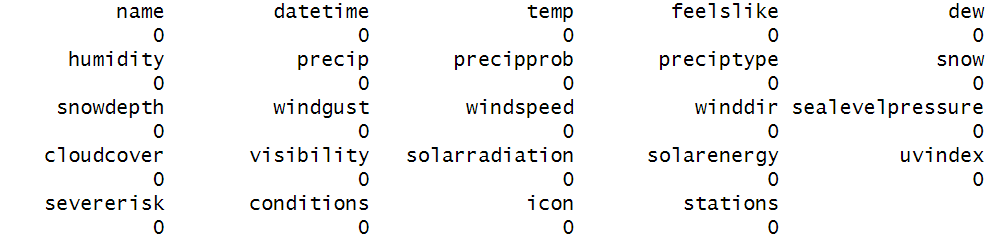 name datetime temp feelslike dew
0 0 0 0 0
humidity precip precipprob preciptype snow
0 0 0 0 0
snowdepth windgust windspeed winddir sealevelpressure
0 0 0 0 0
cloudcover visibility solarradiation solarenergy uvindex
0 0 0 0 0
severerisk conditions icon stations
0 0 0 0